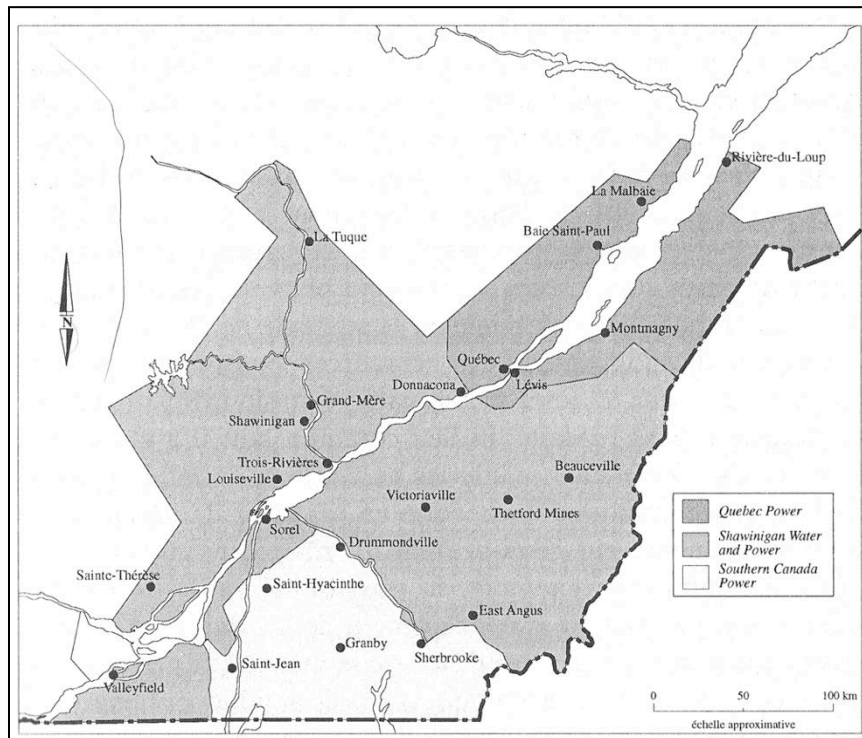 Rivière-du-Loup
La Malbaie
Baie Saint-Paul
La Tuque
N
Montmagny
Québec
Lévis
Donnacona
Grand-Mère
Shawinigan
Trois-Rivières
Louiseville
Beauceville
Victoriaville
Thetford Mines
Sorel
Drummondville
Sainte-Thérèse
Saint-Hyacinthe
East Angus
Granby
Sherbrooke
Saint-Jean
Valleyfield
Quebec Power
Shawinigan Water
and Power
Southern Canada
Power
0 50 100 km
échelle approximative